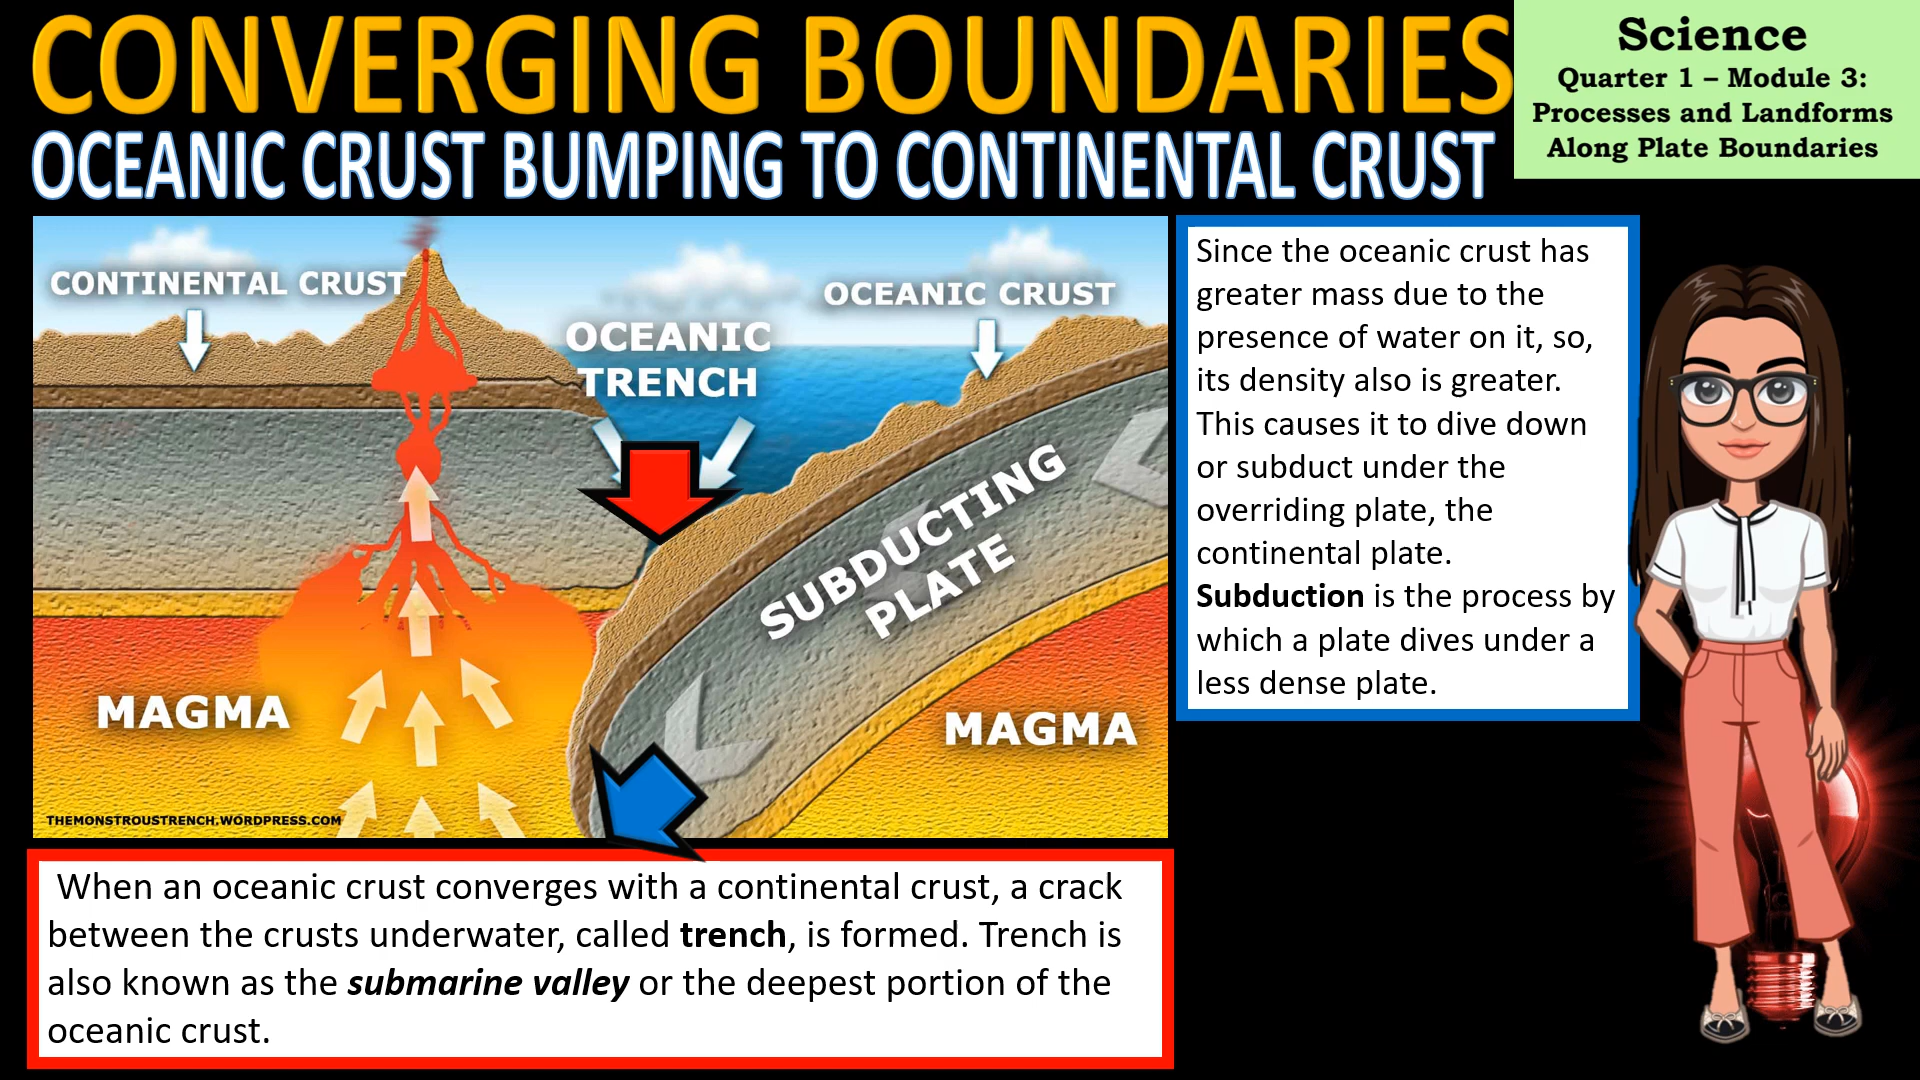 CONVERGING BOUNDARIES
OCEANIC CRUST BUMPING TO CONTINENTAL CRUST
Science
Quarter 1 – Module 3:
Processes and Landforms
Along Plate Boundaries
CONTINENTAL CRUST
OCEANIC
TRENCH
OCEANIC CRUST
SUBDUCTING
PLATE
MAGMA
MAGMA
THEMONSTROUSTRENCH.WORDPRESS.COM
Since the oceanic crust has
greater mass due to the
presence of water on it, so,
its density also is greater.
This causes it to dive down
or subduct under the
overriding plate, the
continental plate.
Subduction is the process by
which a plate dives under a
less dense plate.
When an oceanic crust converges with a continental crust, a crack
between the crusts underwater, called trench, is formed. Trench is
also known as the submarine valley or the deepest portion of the
oceanic crust.